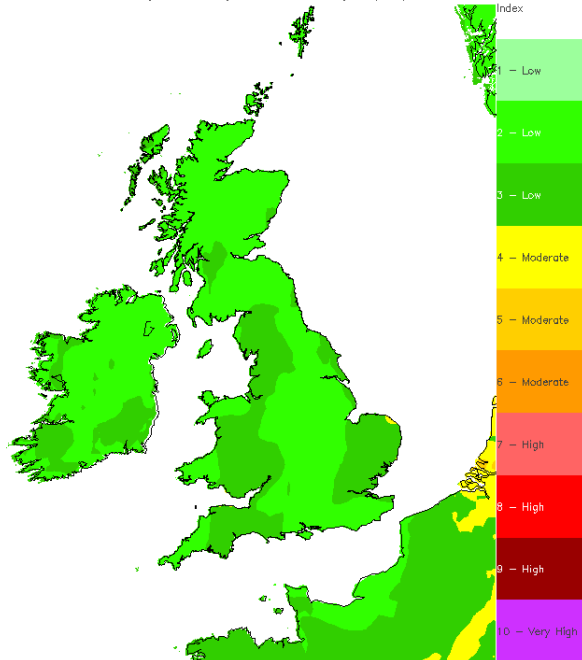 Index
1 - Low
2 - Low
3 - Low
4 - Moderate
5 - Moderate
6 - Moderate
7 - High
8 - High
9 - High
10 - Very High